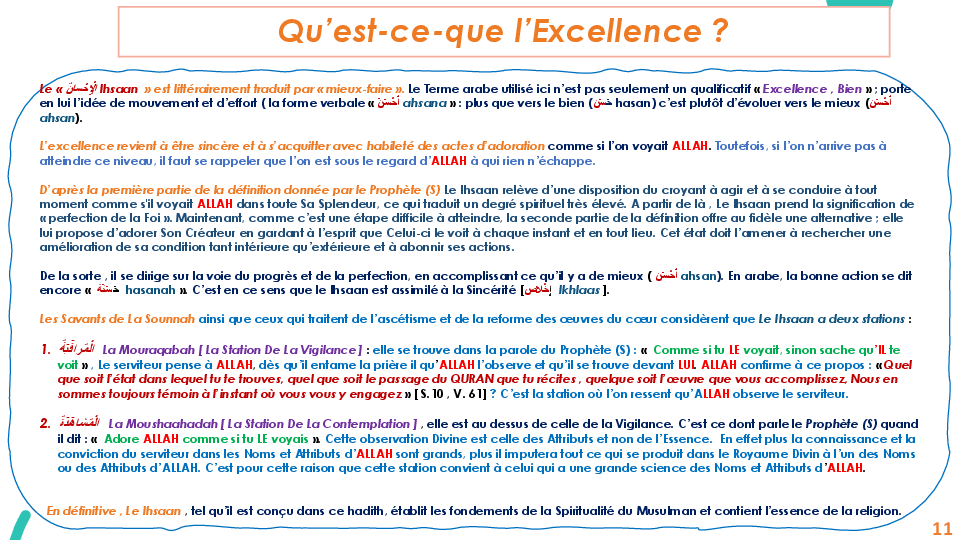 Qu’est-ce-que l’Excellence ?
Le « الْإِحْسَانُ Ihsaan » est littérairement traduit par « mieux-faire ». Le Terme arabe utilisé ici n’est pas seulement un qualificatif « Excellence , Bien » ; porte
en lui l’idée de mouvement et d’effort ( la forme verbale « أَحْسَنَ ahsana » : plus que vers le bien ( حَسَن hasan) c’est plutôt d’évoluer vers le mieux ( أَحْسَن
ahsan).
L’excellence revient à être sincère et à s’acquitter avec habileté des actes d’adoration comme si l’on voyait ALLAH. Toutefois, si l’on n’arrive pas à
atteindre ce niveau, il faut se rappeler que l’on est sous le regard d’ALLAH à qui rien n’échappe.
D’après la première partie de la définition donnée par le Prophète (S) Le Ihsaan relève d’une disposition du croyant à agir et à se conduire à tout
moment comme s'il voyait ALLAH dans toute Sa Splendeur, ce qui traduit un degré spirituel très élevé. A partir de là , Le Ihsaan prend la signification de
« perfection de la Foi ». Maintenant, comme c’est une étape difficile à atteindre, la seconde partie de la définition offre au fidèle une alternative ; elle
lui propose d’adorer Son Créateur en gardant à l’esprit que Celui-ci le voit à chaque instant et en tout lieu. Cet état doit l’amener à rechercher une
amélioration de sa condition tant intérieure qu’extérieure et à abonnir ses actions.
De la sorte , il se dirige sur la voie du progrès et de la perfection, en accomplissant ce qu’il y a de mieux ( أَحْسَن ahsan). En arabe, la bonne action se dit
encore « حَسَنَة hasanah ». C’est en ce sens que le Ihsaan est assimilé à la Sincérité [ إِخْلَاص Ikhlaas ].
Les Savants de La Sounnah ainsi que ceux qui traitent de l’ascétisme et de la reforme des œuvres du cœur considèrent que Le Ihsaan a deux stations :
1. الْمُرَاقَبَةُ La Mouraqabah [ La Station De La Vigilance ] : elle se trouve dans la parole du Prophète (S) : « Comme si tu LE voyait, sinon sache qu’IL te
voit » , Le serviteur pense à ALLAH, dès qu’il entame la prière il qu’ALLAH l’observe et qu’il se trouve devant LUI. ALLAH confirme à ce propos : « Quel
que soit l’état dans lequel tu te trouves, quel que soit le passage du QURAN que tu récites , quelque soit l’œuvre que vous accomplissez, Nous en
sommes toujours témoin à l’instant où vous vous y engagez » [ S. 10 , V. 61] ? C’est la station où l’on ressent qu’ALLAH observe le serviteur.
2. الْمُشَاهَدَةُ La Moushaahadah [ La Station De La Contemplation ] , elle est au dessus de celle de la Vigilance. C’est ce dont parle le Prophète (S) quand
il dit : « Adore ALLAH comme si tu LE voyais ». Cette observation Divine est celle des Attributs et non de l’Essence. En effet plus la connaissance et la
conviction du serviteur dans les Noms et Attributs d’ALLAH sont grands, plus il imputera tout ce qui se produit dans le Royaume Divin à l’un des Noms
ou des Attributs d’ALLAH. C’est pour cette raison que cette station convient à celui qui a une grande science des Noms et Attributs d’ALLAH.
En définitive , Le Ihsaan , tel qu’il est conçu dans ce hadith, établit les fondements de la Spiritualité du Musulman et contient l’essence de la religion.
11